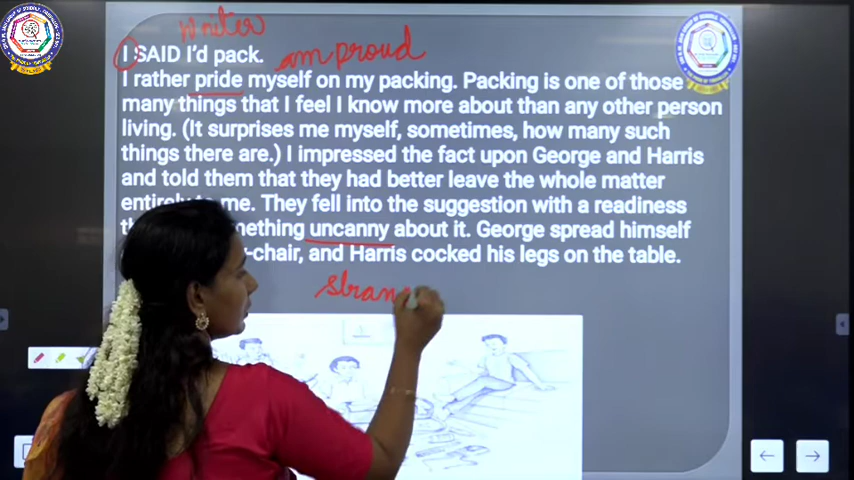 Writer
I SAID I'd pack.
am proud
I rather pride myself on my packing. Packing is one of those
many things that I feel I know more about than any other person
living. (It surprises me myself, sometimes, how many such
things there are.) I impressed the fact upon George and Harris
and told them that they had better leave the whole matter
entirely to me. They fell into the suggestion with a readiness
something uncanny about it. George spread himself
-chair, and Harris cocked his legs on the table.
stran